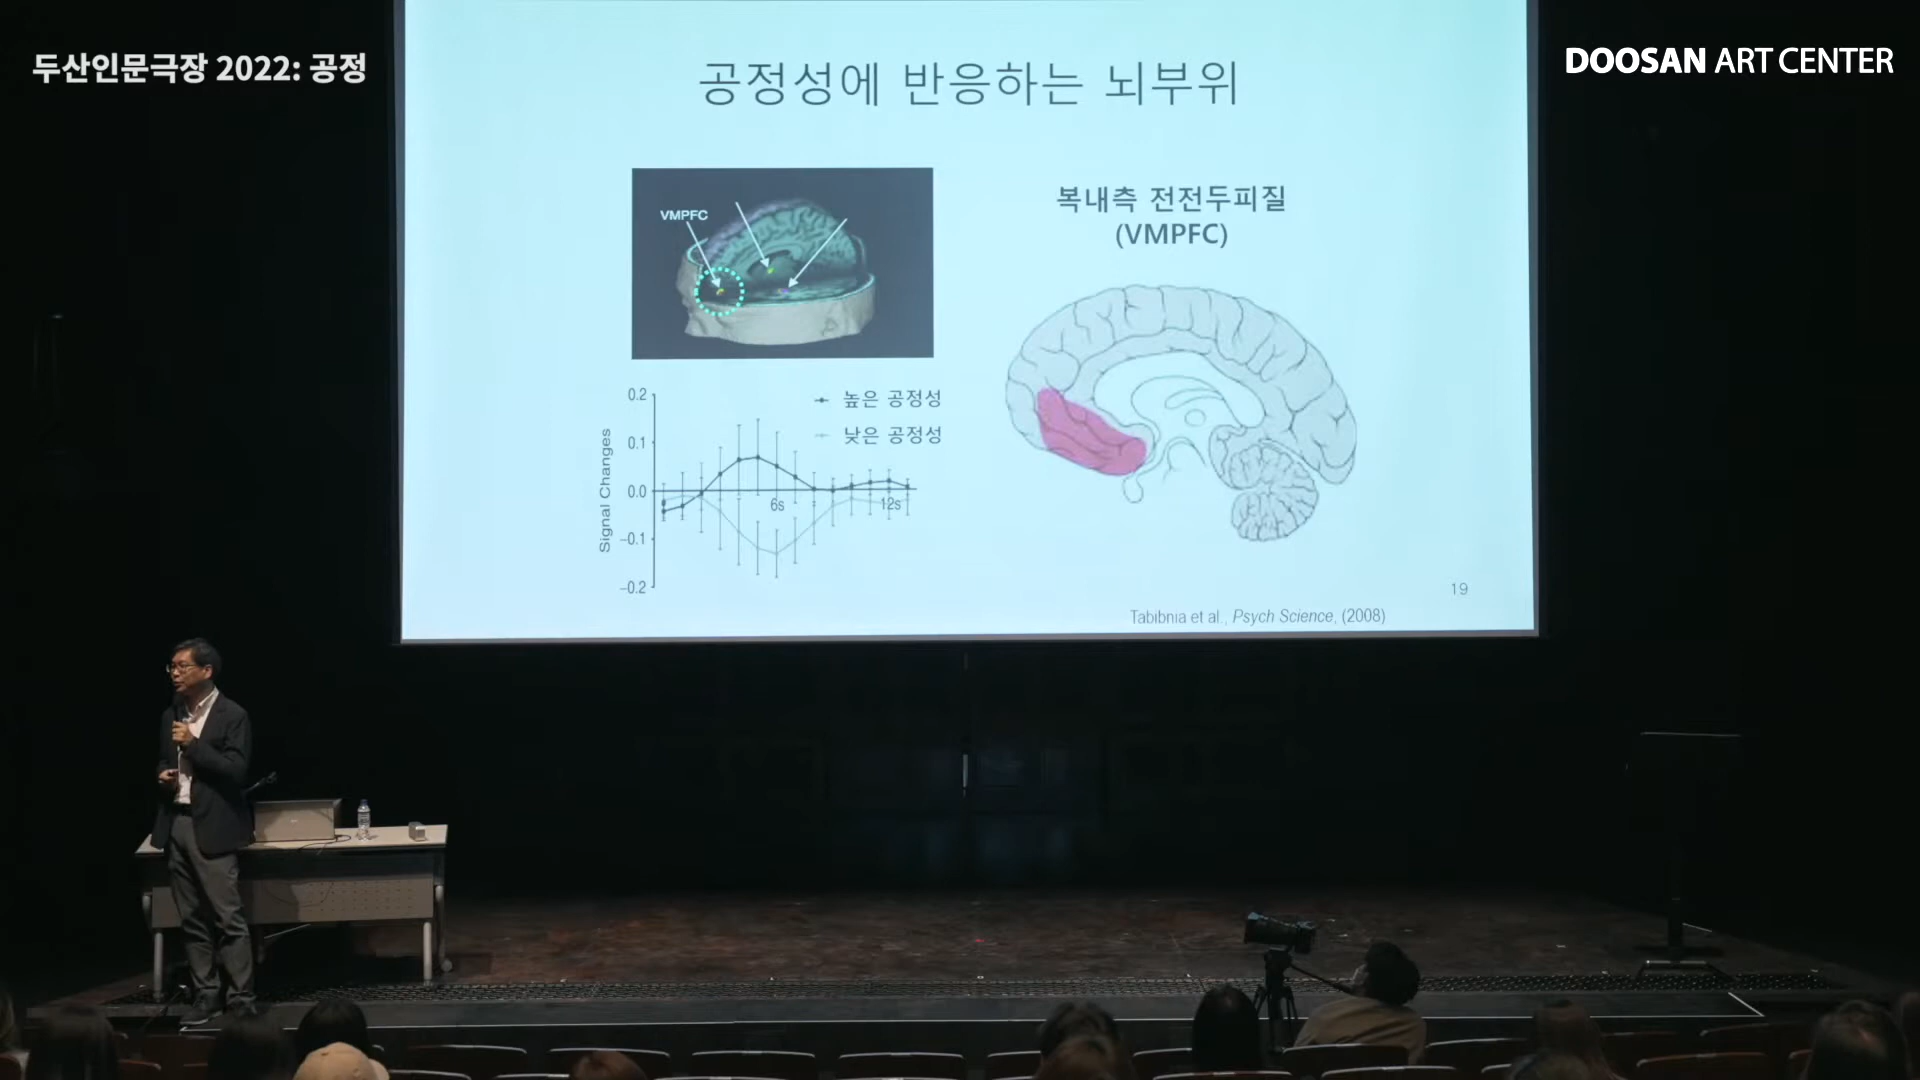 두산인문극장 2022: 공정
DOOSAN ART CENTER
공정성에 반응하는 뇌부위
VMPFC
복내측 전전두피질
(VMPFC)
높은 공정성
낮은 공정성
Signal Changes
0.2
0.1
0.0
−0.1
−0.2
6s
12s
19
Tabibnia et al., Psych Science, (2008)